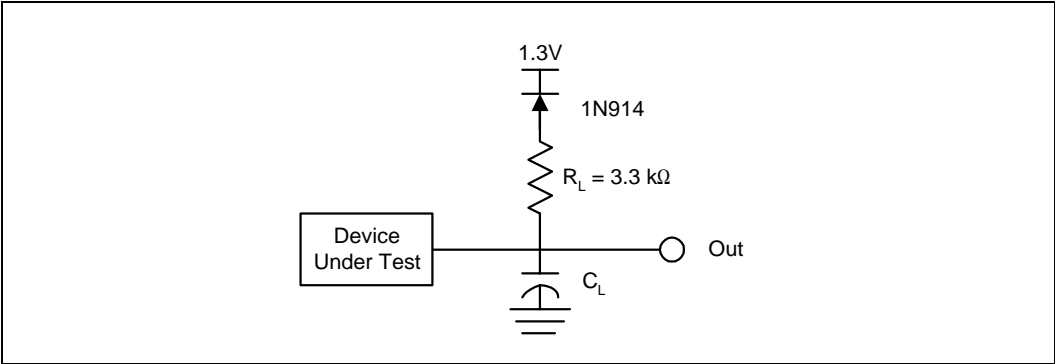 1.3V
1N914
R_L = 3.3 kΩ
Device
Under Test
Out
C_L